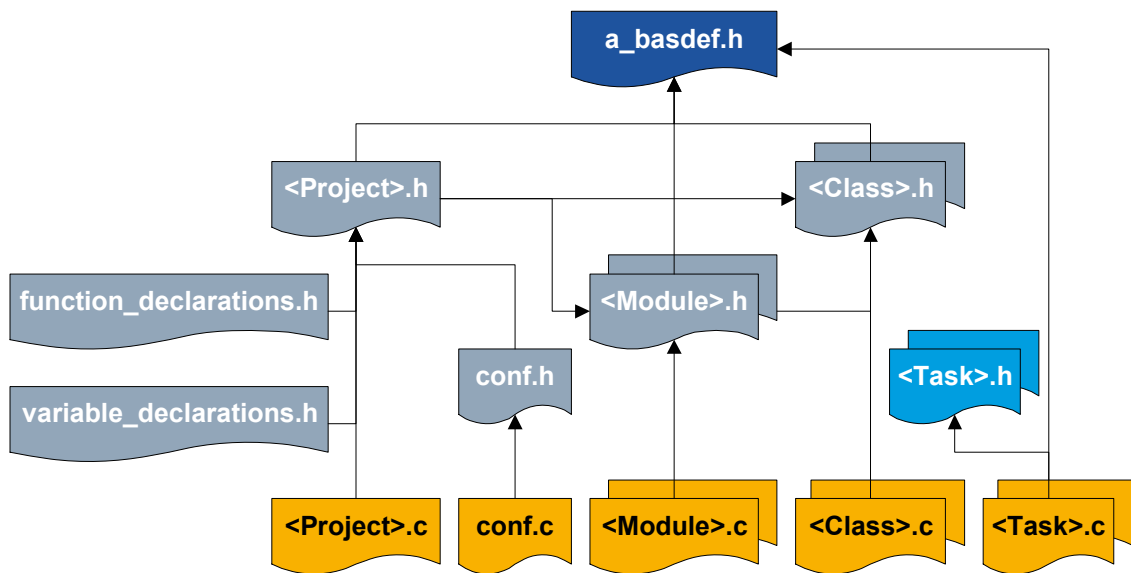 a_basdef.h
<Project>.h
<Class>.h
function_declarations.h
<Module>.h
conf.h
<Task>.h
variable_declarations.h
<Project>.c
conf.c
<Module>.c
<Class>.c
<Task>.c